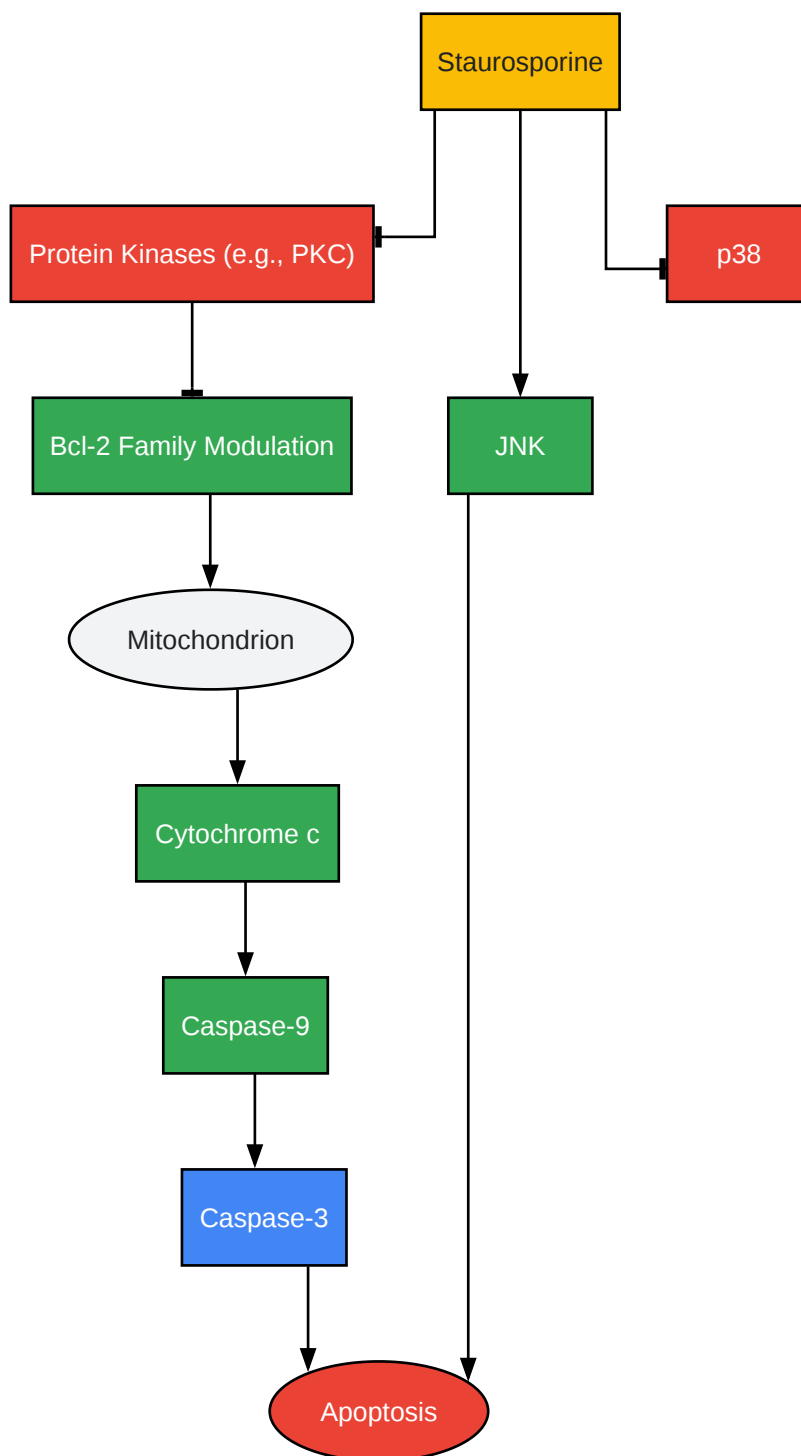 Staurosporine
Protein Kinases (e.g., PKC)
p38
Bcl-2 Family Modulation
JNK
Mitochondrion
Cytochrome c
Caspase-9
Caspase-3
Apoptosis